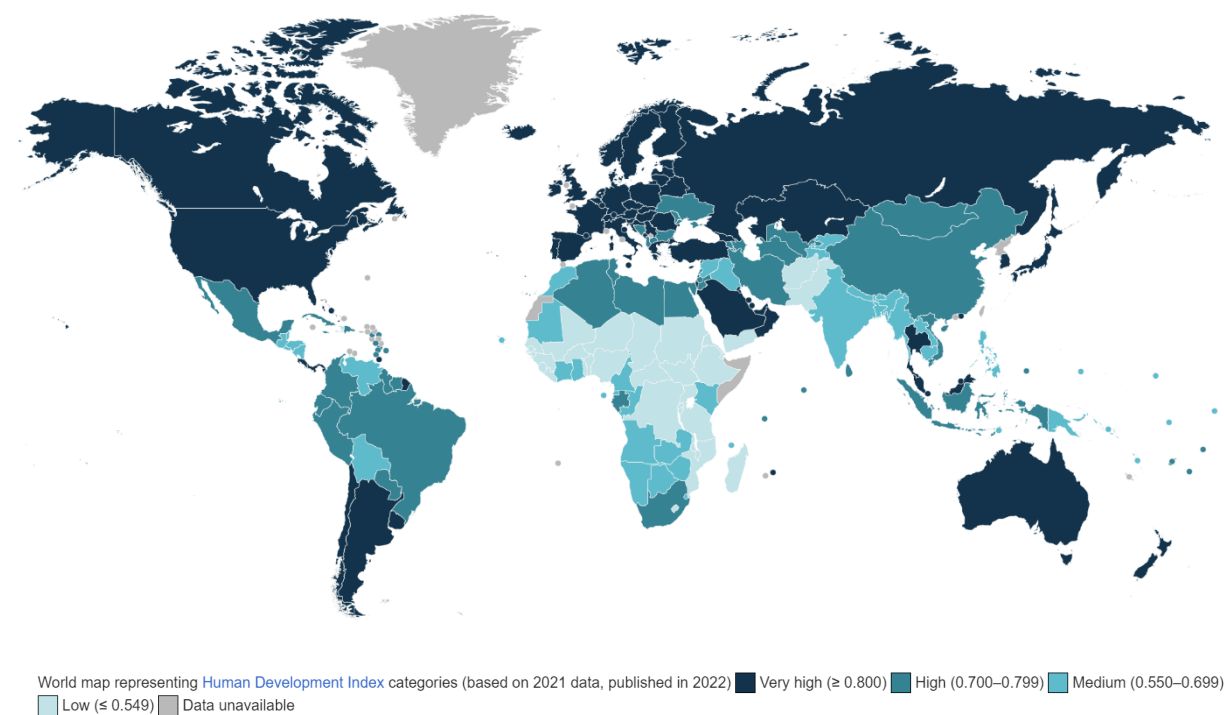 World map representing Human Development Index categories (based on 2021 data, published in 2022) Very high (≥ 0.800) High (0.700–0.799) Medium (0.550–0.699)
Low (≤ 0.549) Data unavailable